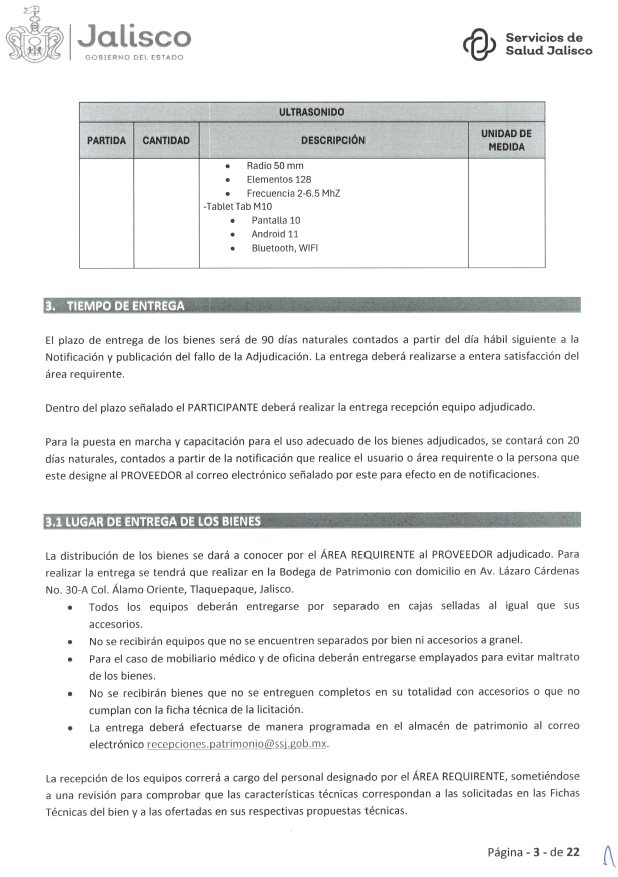 Jalisco
GOBIERNO DEL ESTADO
Servicios de
Salud Jalisco
ULTRASONIDO
PARTIDA CANTIDAD DESCRIPCIÓN UNIDAD DE MEDIDA
• Radio 50 mm
• Elementos 128
• Frecuencia 2-6.5 MhZ
-Tablet Tab M10
• Pantalla 10
• Android 11
• Bluetooth, WIFI
3. TIEMPO DE ENTREGA
El plazo de entrega de los bienes será de 90 días naturales contados a partir del día hábil siguiente a la
Notificación y publicación del fallo de la Adjudicación. La entrega deberá realizarse a entera satisfacción del
área requirente.
Dentro del plazo señalado el PARTICIPANTE deberá realizar la entrega recepción equipo adjudicado.
Para la puesta en marcha y capacitación para el uso adecuado de los bienes adjudicados, se contará con 20
días naturales, contados a partir de la notificación que realice el usuario o área requirente o la persona que
este designe al PROVEEDOR al correo electrónico señalado por este para efecto en de notificaciones.
3.1 LUGAR DE ENTREGA DE LOS BIENES
La distribución de los bienes se dará a conocer por el ÁREA REQUIRENTE al PROVEEDOR adjudicado. Para
realizar la entrega se tendrá que realizar en la Bodega de Patrimonio con domicilio en Av. Lázaro Cárdenas
No. 30-A Col. Álamo Oriente, Tlaquepaque, Jalisco.
• Todos los equipos deberán entregarse por separado en cajas selladas al igual que sus
accesorios.
• No se recibirán equipos que no se encuentren separados por bien ni accesorios a granel.
• Para el caso de mobiliario médico y de oficina deberán entregarse emplayados para evitar maltrato
de los bienes.
• No se recibirán bienes que no se entreguen completos en su totalidad con accesorios o que no
cumplan con la ficha técnica de la licitación.
• La entrega deberá efectuarse de manera programada en el almacén de patrimonio al correo
electrónico recepciones.patrimonio@ssj.gob.mx.
La recepción de los equipos correrá a cargo del personal designado por el ÁREA REQUIRENTE, sometiéndose
a una revisión para comprobar que las características técnicas correspondan a las solicitadas en las Fichas
Técnicas del bien y a las ofertadas en sus respectivas propuestas técnicas.
Página - 3 - de 22